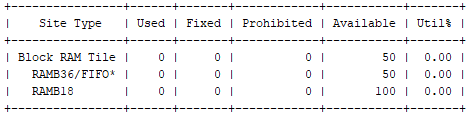 +----------------+------+-------+------------+-----------+-------+
|    Site Type   | Used | Fixed | Prohibited | Available | Util% |
+----------------+------+-------+------------+-----------+-------+
| Block RAM Tile |    0 |     0 |          0 |        50 |  0.00 |
|   RAMB36/FIFO* |    0 |     0 |          0 |        50 |  0.00 |
|   RAMB18       |    0 |     0 |          0 |       100 |  0.00 |
+----------------+------+-------+------------+-----------+-------+